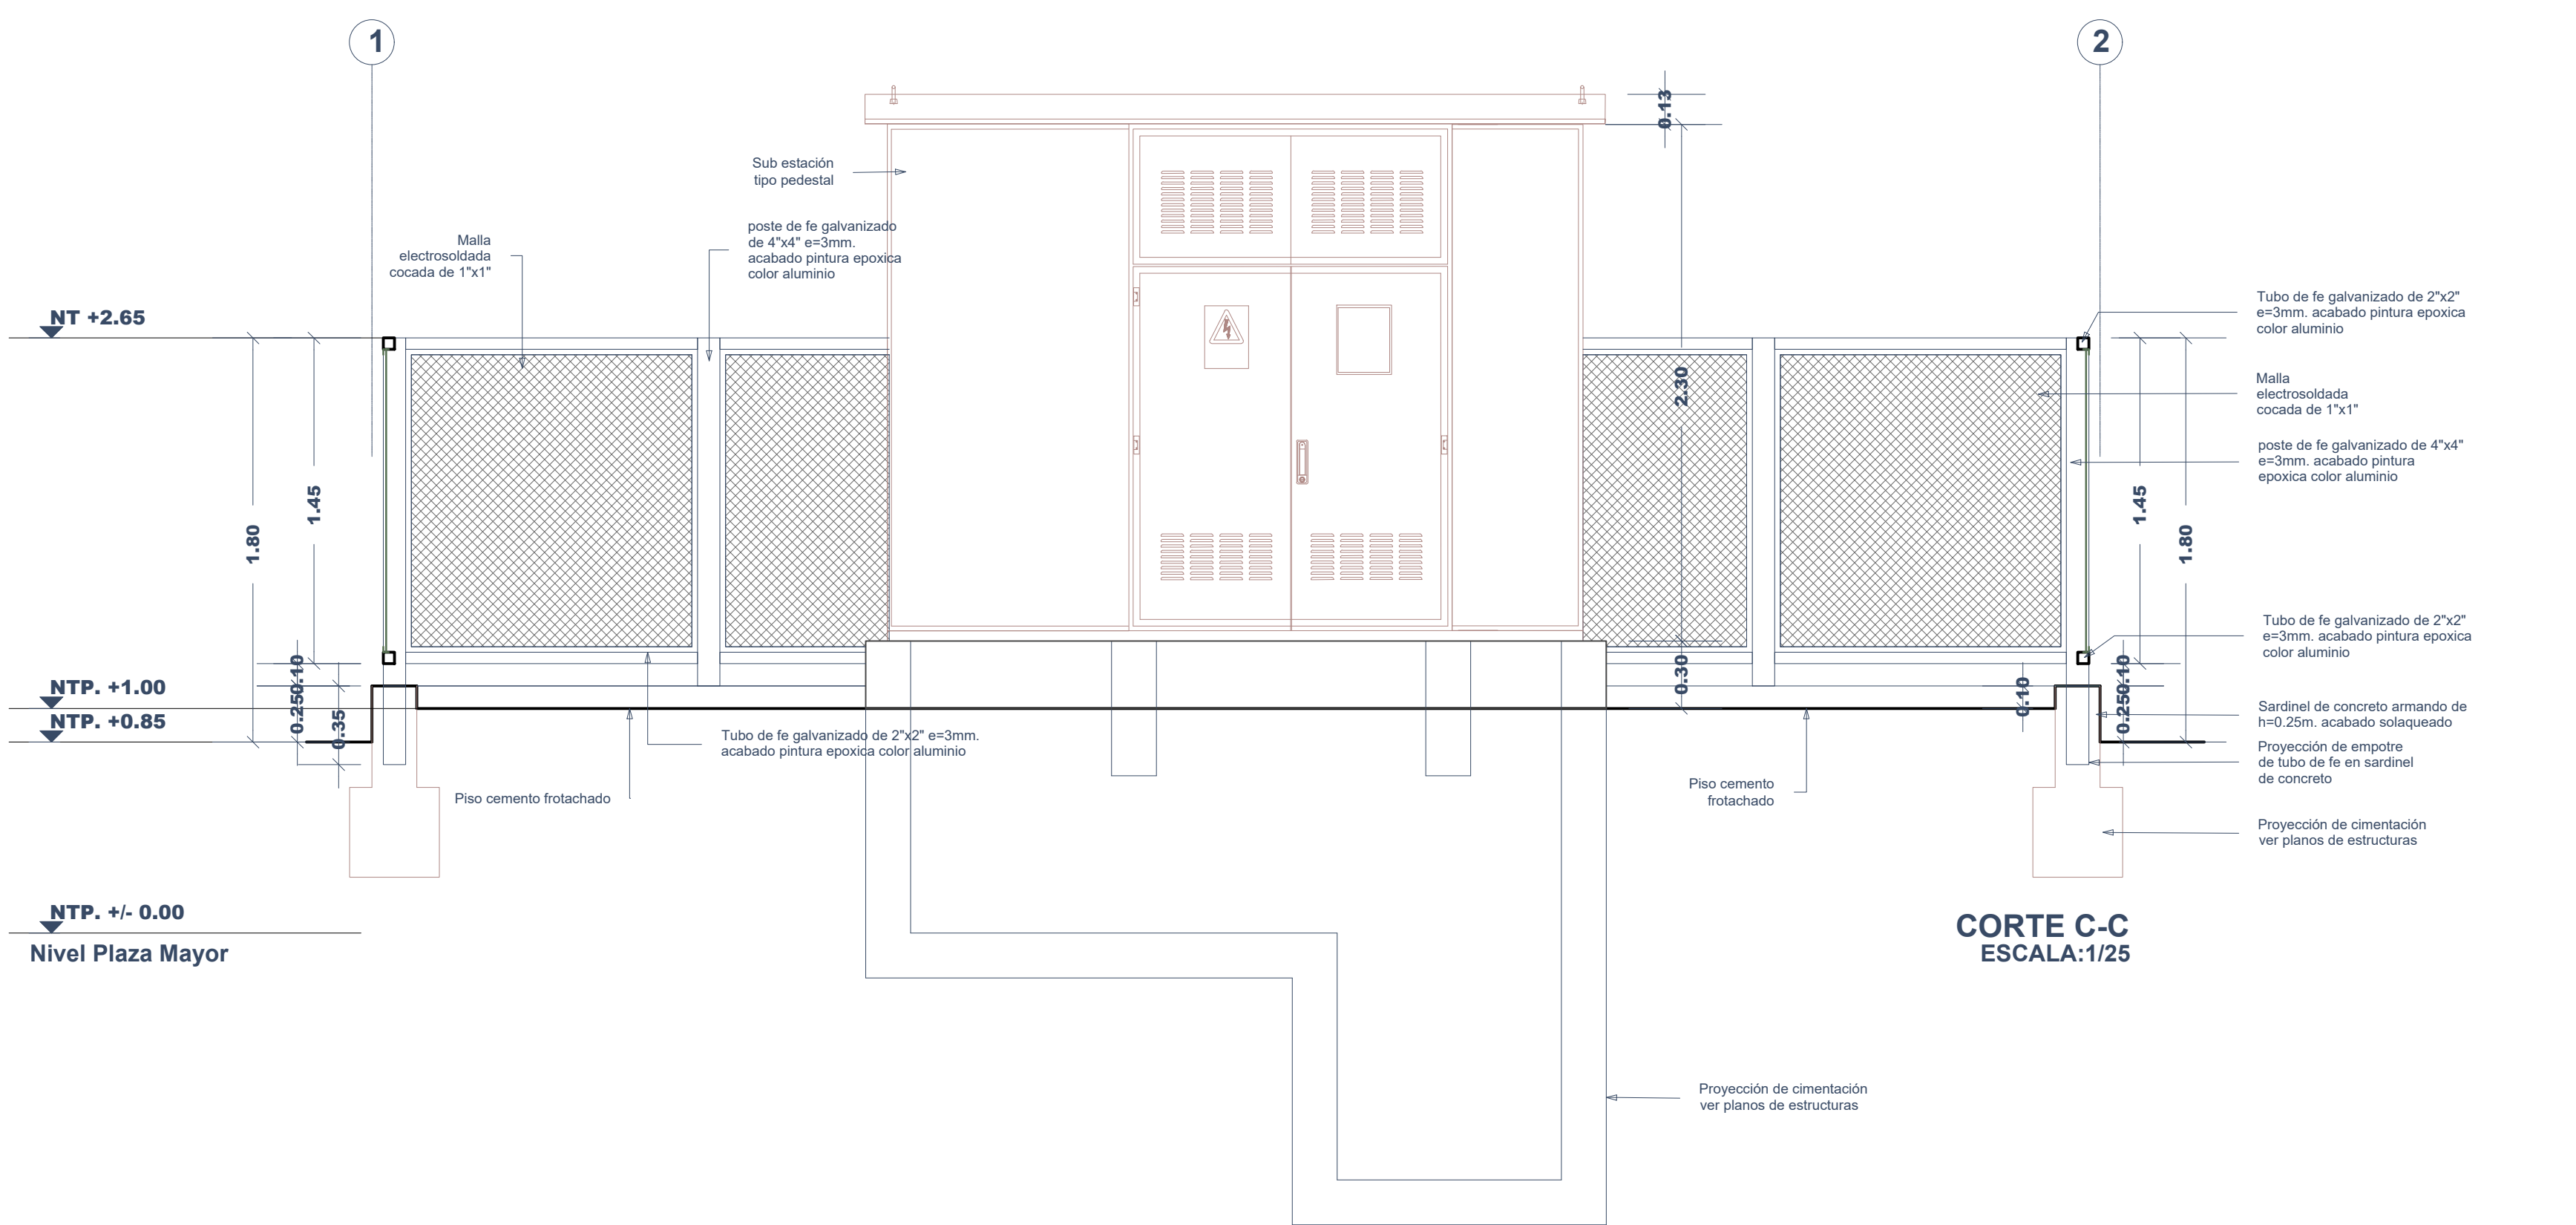 1
2
0.13
Sub estación
tipo pedestal
poste de fe galvanizado
de 4"x4" e=3mm.
acabado pintura epoxica
color aluminio
Malla
electrosoldada
cocada de 1"x1"
NT +2.65
Tubo de fe galvanizado de 2"x2"
e=3mm. acabado pintura epoxica
color aluminio
2.30
Malla
electrosoldada
cocada de 1"x1"
poste de fe galvanizado de 4"x4"
e=3mm. acabado pintura
epoxica color aluminio
1.80
1.45
1.45
1.80
Tubo de fe galvanizado de 2"x2"
e=3mm. acabado pintura epoxica
color aluminio
NTP. +1.00
NTP. +0.85
0.10
0.25
0.35
0.30
0.10
0.10
0.25
Sardinel de concreto armando de
h=0.25m. acabado solaqueado
Proyección de empotre
de tubo de fe en sardinel
de concreto
Tubo de fe galvanizado de 2"x2" e=3mm.
acabado pintura epoxica color aluminio
Piso cemento frotachado
Piso cemento
frotachado
Proyección de cimentación
ver planos de estructuras
NTP. +/- 0.00
Nivel Plaza Mayor
CORTE C-C
ESCALA:1/25
Proyección de cimentación
ver planos de estructuras